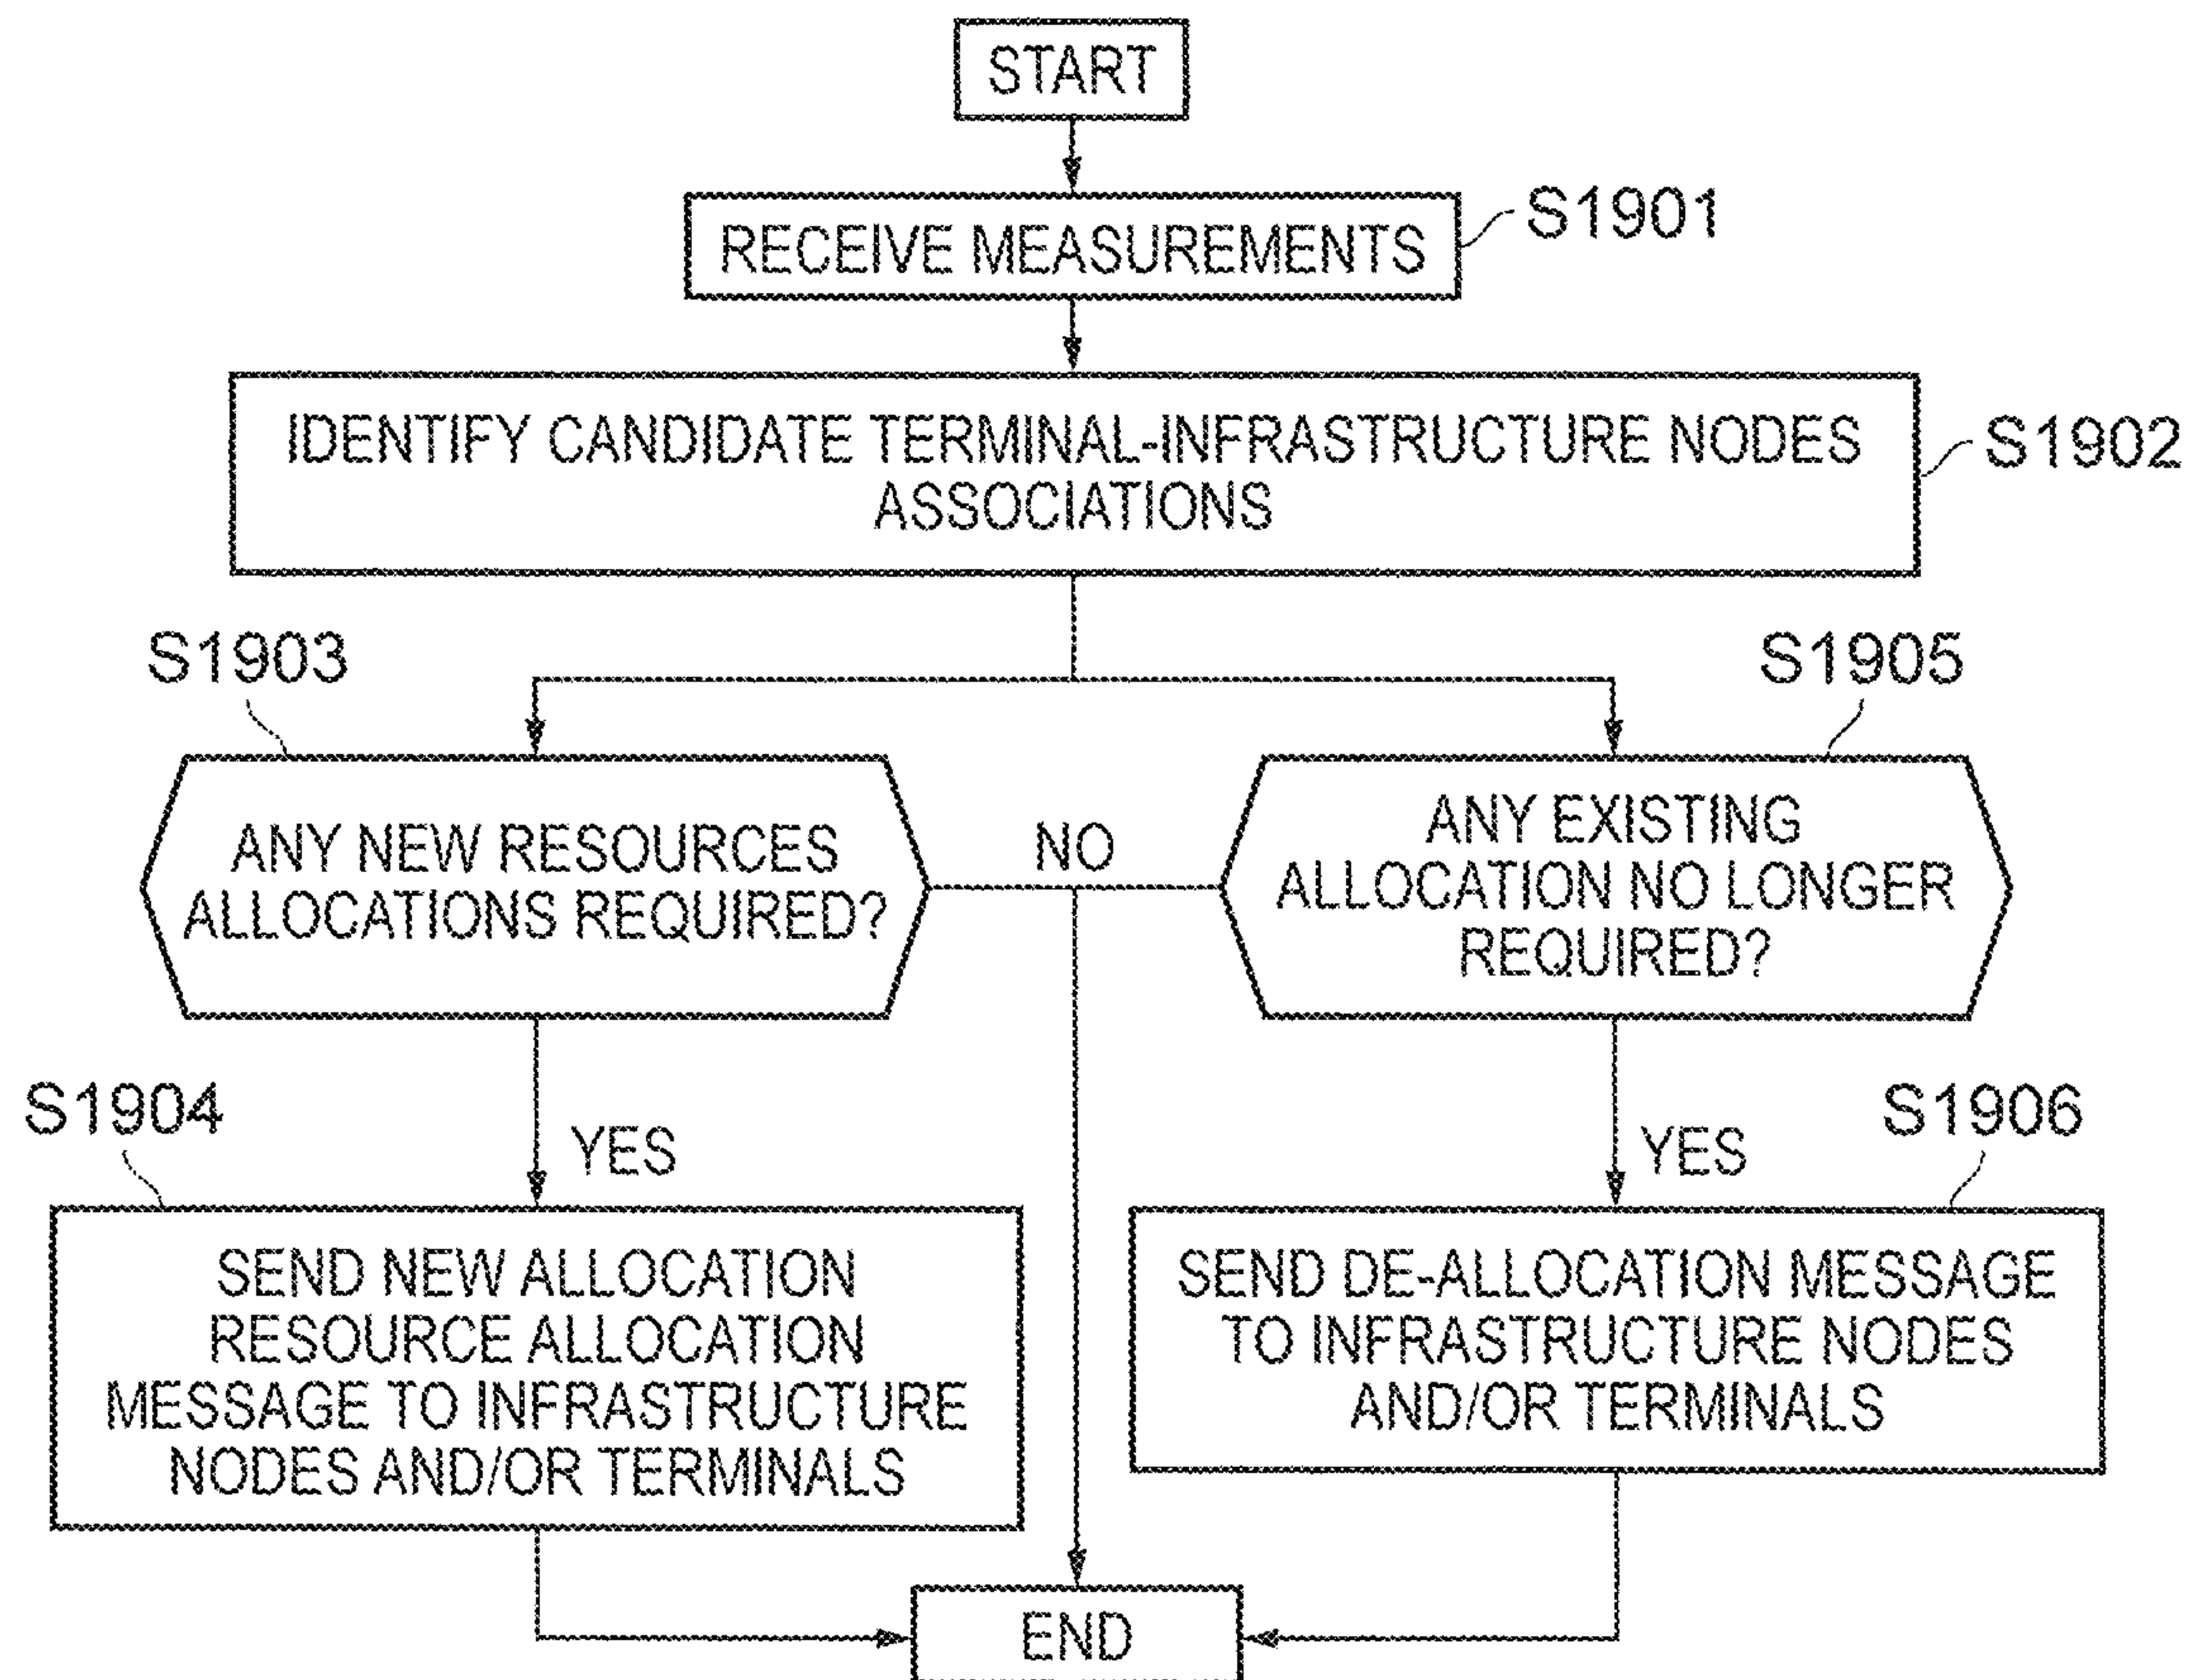 START
RECEIVE MEASUREMENTS
S1901
IDENTIFY CANDIDATE TERMINAL-INFRASTRUCTURE NODES
ASSOCIATIONS
S1902
S1903
S1905
ANY NEW RESOURCES
ALLOCATIONS REQUIRED?
NO
ANY EXISTING
ALLOCATION NO LONGER
REQUIRED?
S1904
YES
YES
S1906
SEND NEW ALLOCATION
RESOURCE ALLOCATION
MESSAGE TO INFRASTRUCTURE
NODES AND/OR TERMINALS
SEND DE-ALLOCATION MESSAGE
TO INFRASTRUCTURE NODES
AND/OR TERMINALS
END